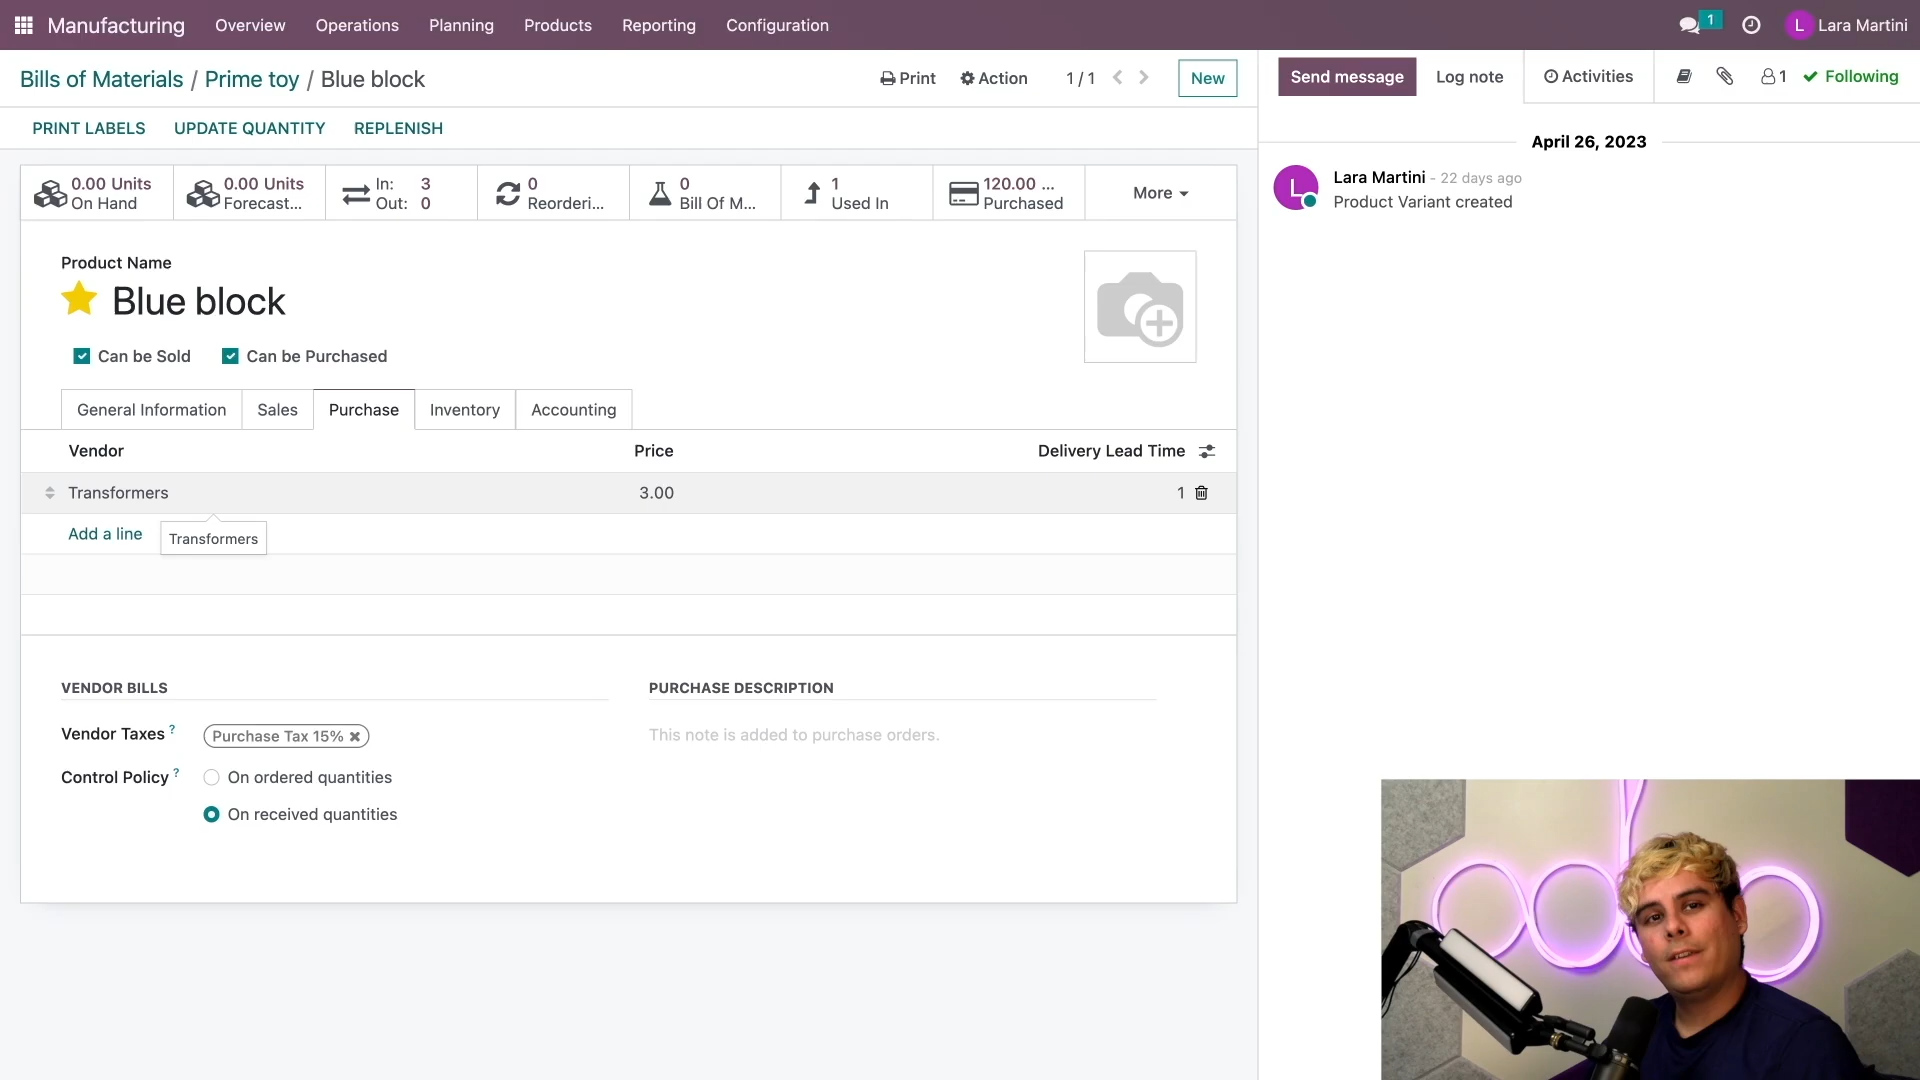 Manufacturing Overview Operations Planning Products Reporting Configuration 1 L Lara Martini
Bills of Materials / Prime toy / Blue block Print Action 1 / 1 New
Send message Log note Activities 1 Following
PRINT LABELS UPDATE QUANTITY REPLENISH
0.00 Units
On Hand
0.00 Units
Forecast...
In: 3
Out: 0
0
Reorderi...
0
Bill Of M...
1
Used In
120.00 ...
Purchased
More
Product Name
Blue block
Can be Sold Can be Purchased
General Information Sales Purchase Inventory Accounting
Vendor Price Delivery Lead Time
Transformers 3.00 1
Add a line
Transformers
VENDOR BILLS
Vendor Taxes ? Purchase Tax 15%
Control Policy ? On ordered quantities
On received quantities
PURCHASE DESCRIPTION
This note is added to purchase orders.
April 26, 2023
L
Lara Martini - 22 days ago
Product Variant created
odoo